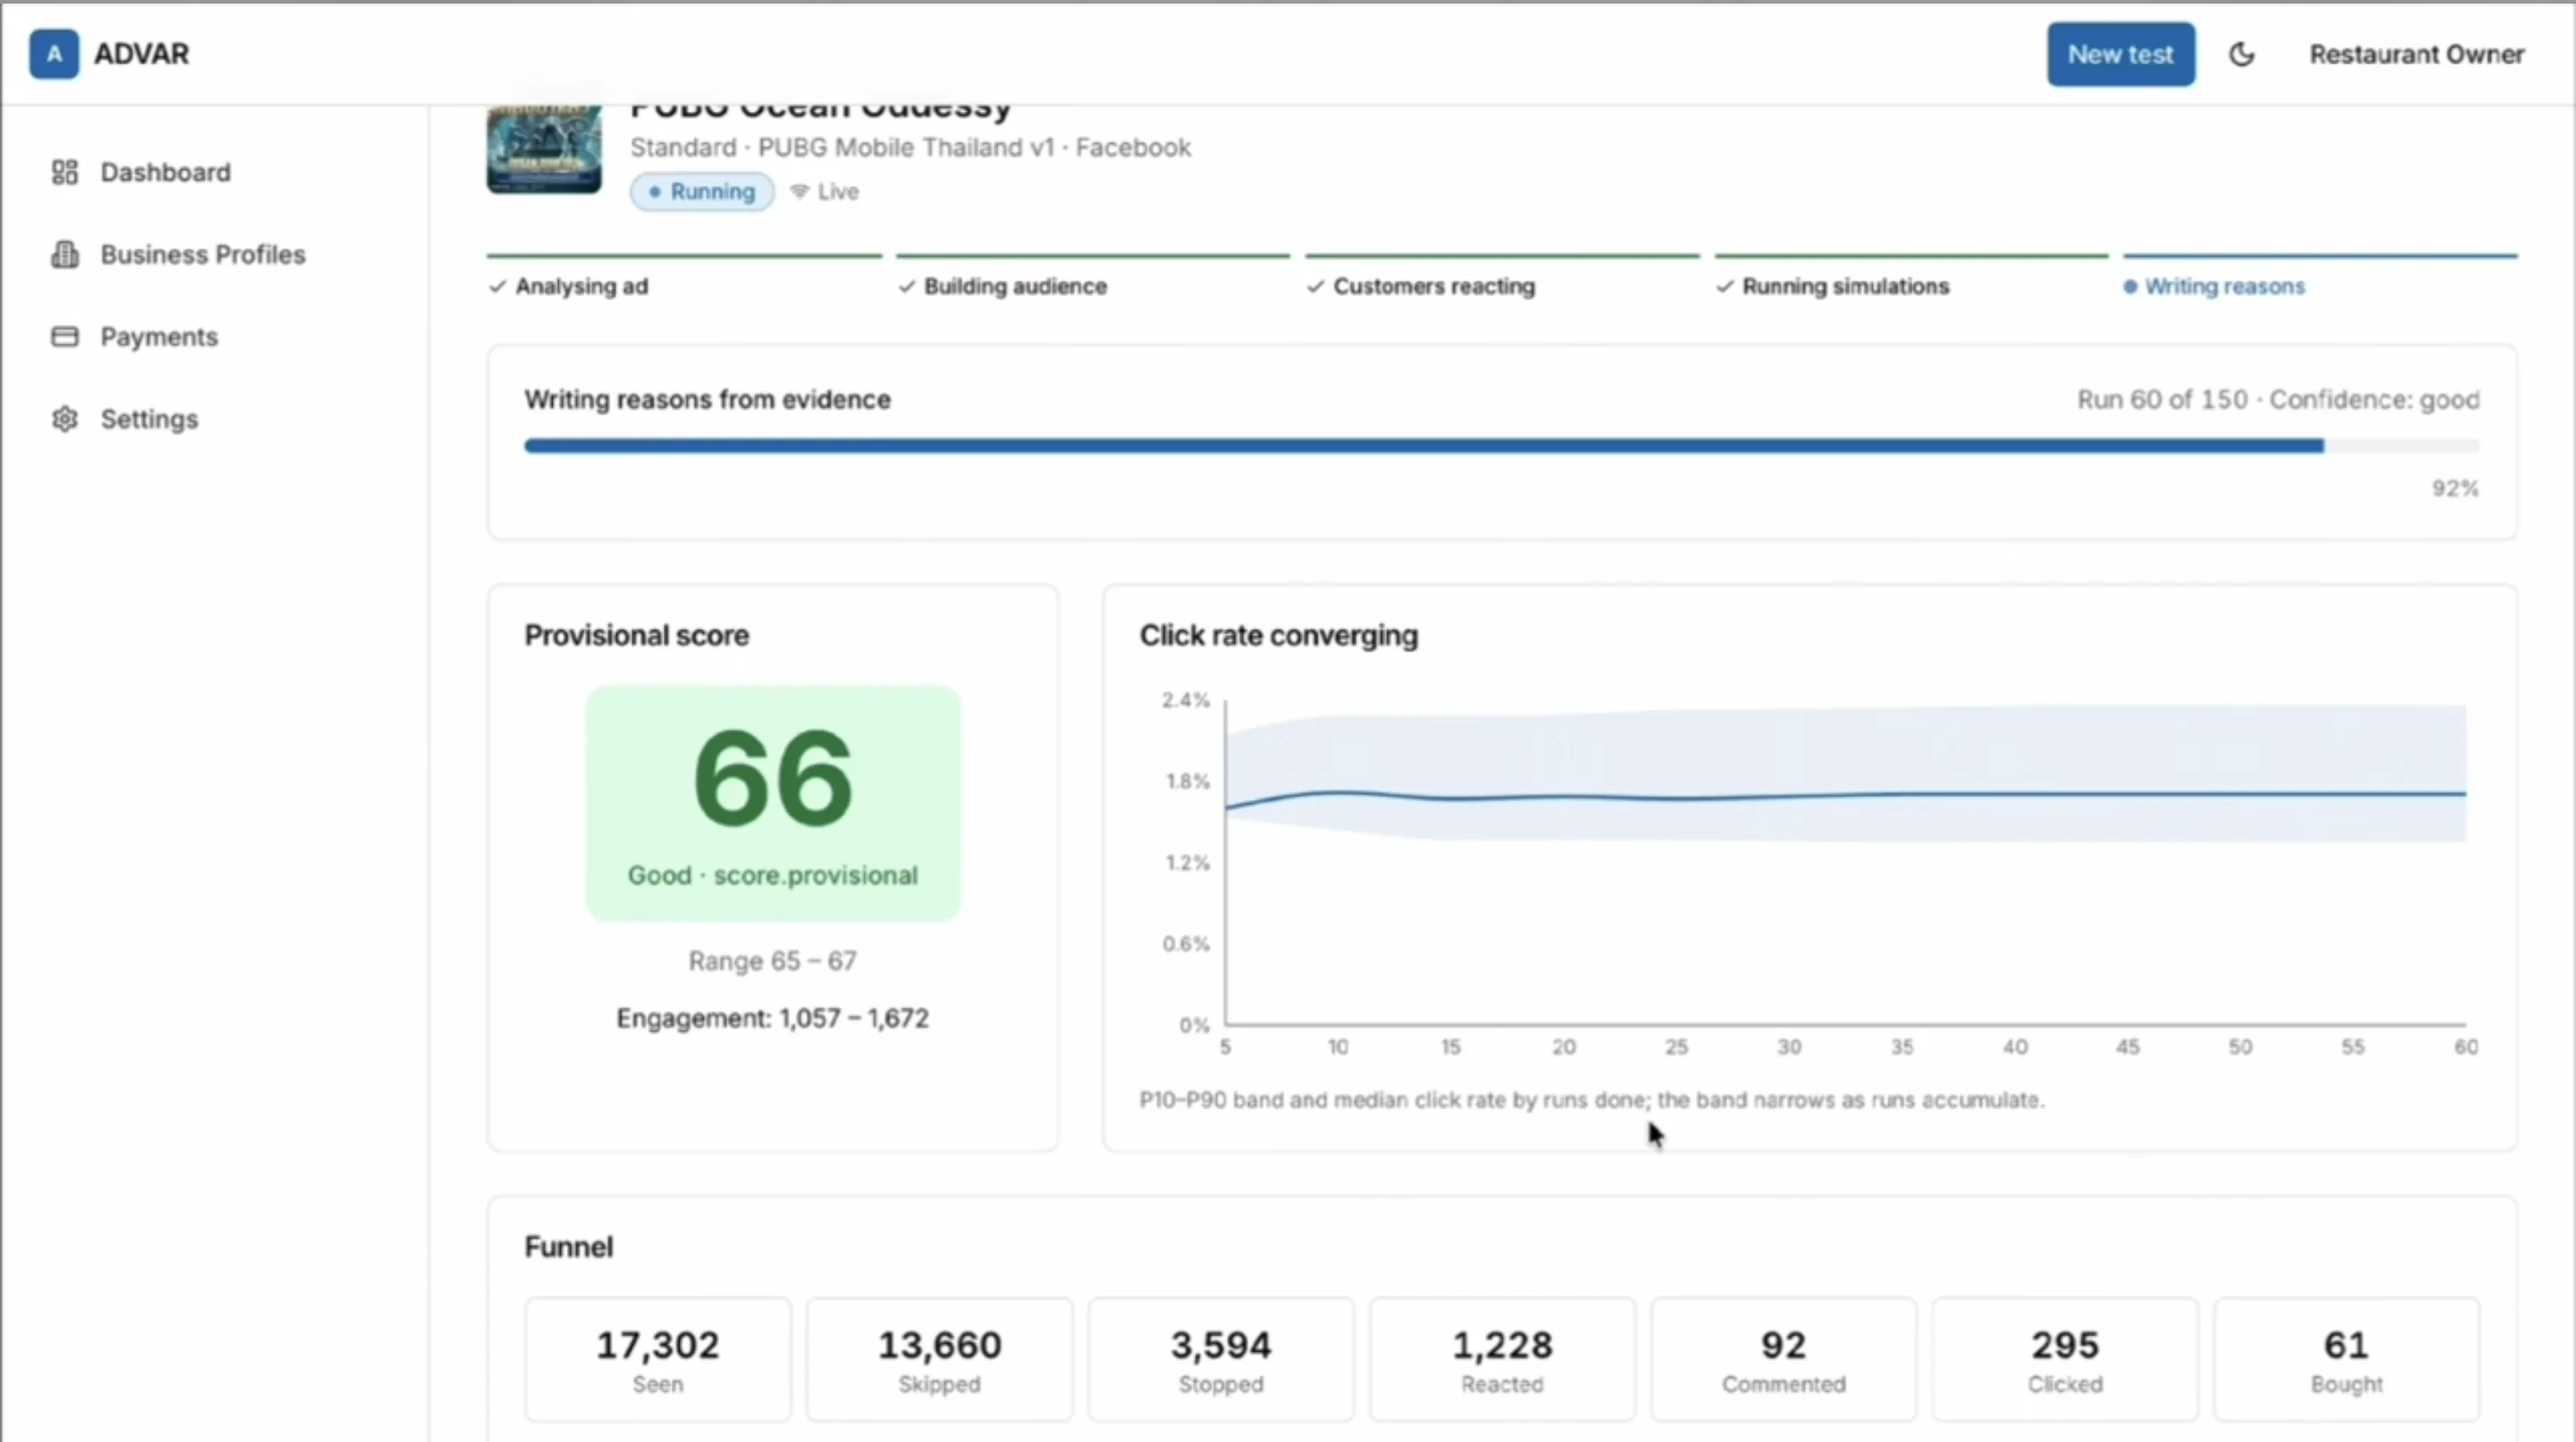 A ADVAR
New test
Restaurant Owner
Dashboard
Business Profiles
Payments
Settings
PUBG Ocean Oddessy
Standard · PUBG Mobile Thailand v1 · Facebook
Running
Live
Analysing ad
Building audience
Customers reacting
Running simulations
Writing reasons
Writing reasons from evidence
Run 60 of 150 · Confidence: good
92%
Provisional score
66
Good · score.provisional
Range 65 – 67
Engagement: 1,057 – 1,672
Click rate converging
2.4%
1.8%
1.2%
0.6%
0%
5 10 15 20 25 30 35 40 45 50 55 60
P10–P90 band and median click rate by runs done; the band narrows as runs accumulate.
Funnel
17,302 13,660 3,594 1,228 92 295 61
Seen Skipped Stopped Reacted Commented Clicked Bought